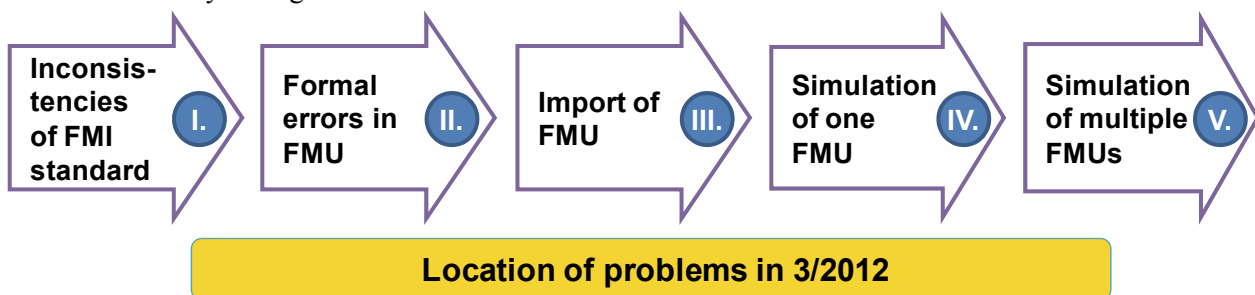 Inconsis-
tencies
of FMI
standard
I.
Formal
errors in
FMU
II.
Import of
FMU
III.
Simulation
of one
FMU
IV.
Simulation
of multiple
FMUs
V.
Location of problems in 3/2012